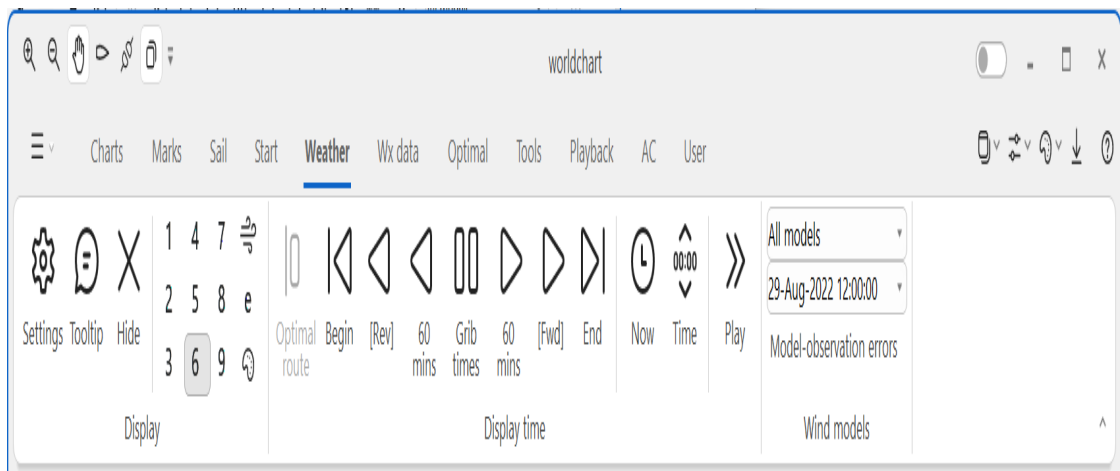 worldchart
Charts Marks Sail Start Weather Wx data Optimal Tools Playback AC User
1 4 7
2 5 8 e
3 6 9
Settings Tooltip Hide
Display
Optimal route
Begin
[Rev]
60 mins
Grib times
60 mins
[Fwd]
End
00:00
Now
Time
Play
Display time
All models
29-Aug-2022 12:00:00
Model-observation errors
Wind models